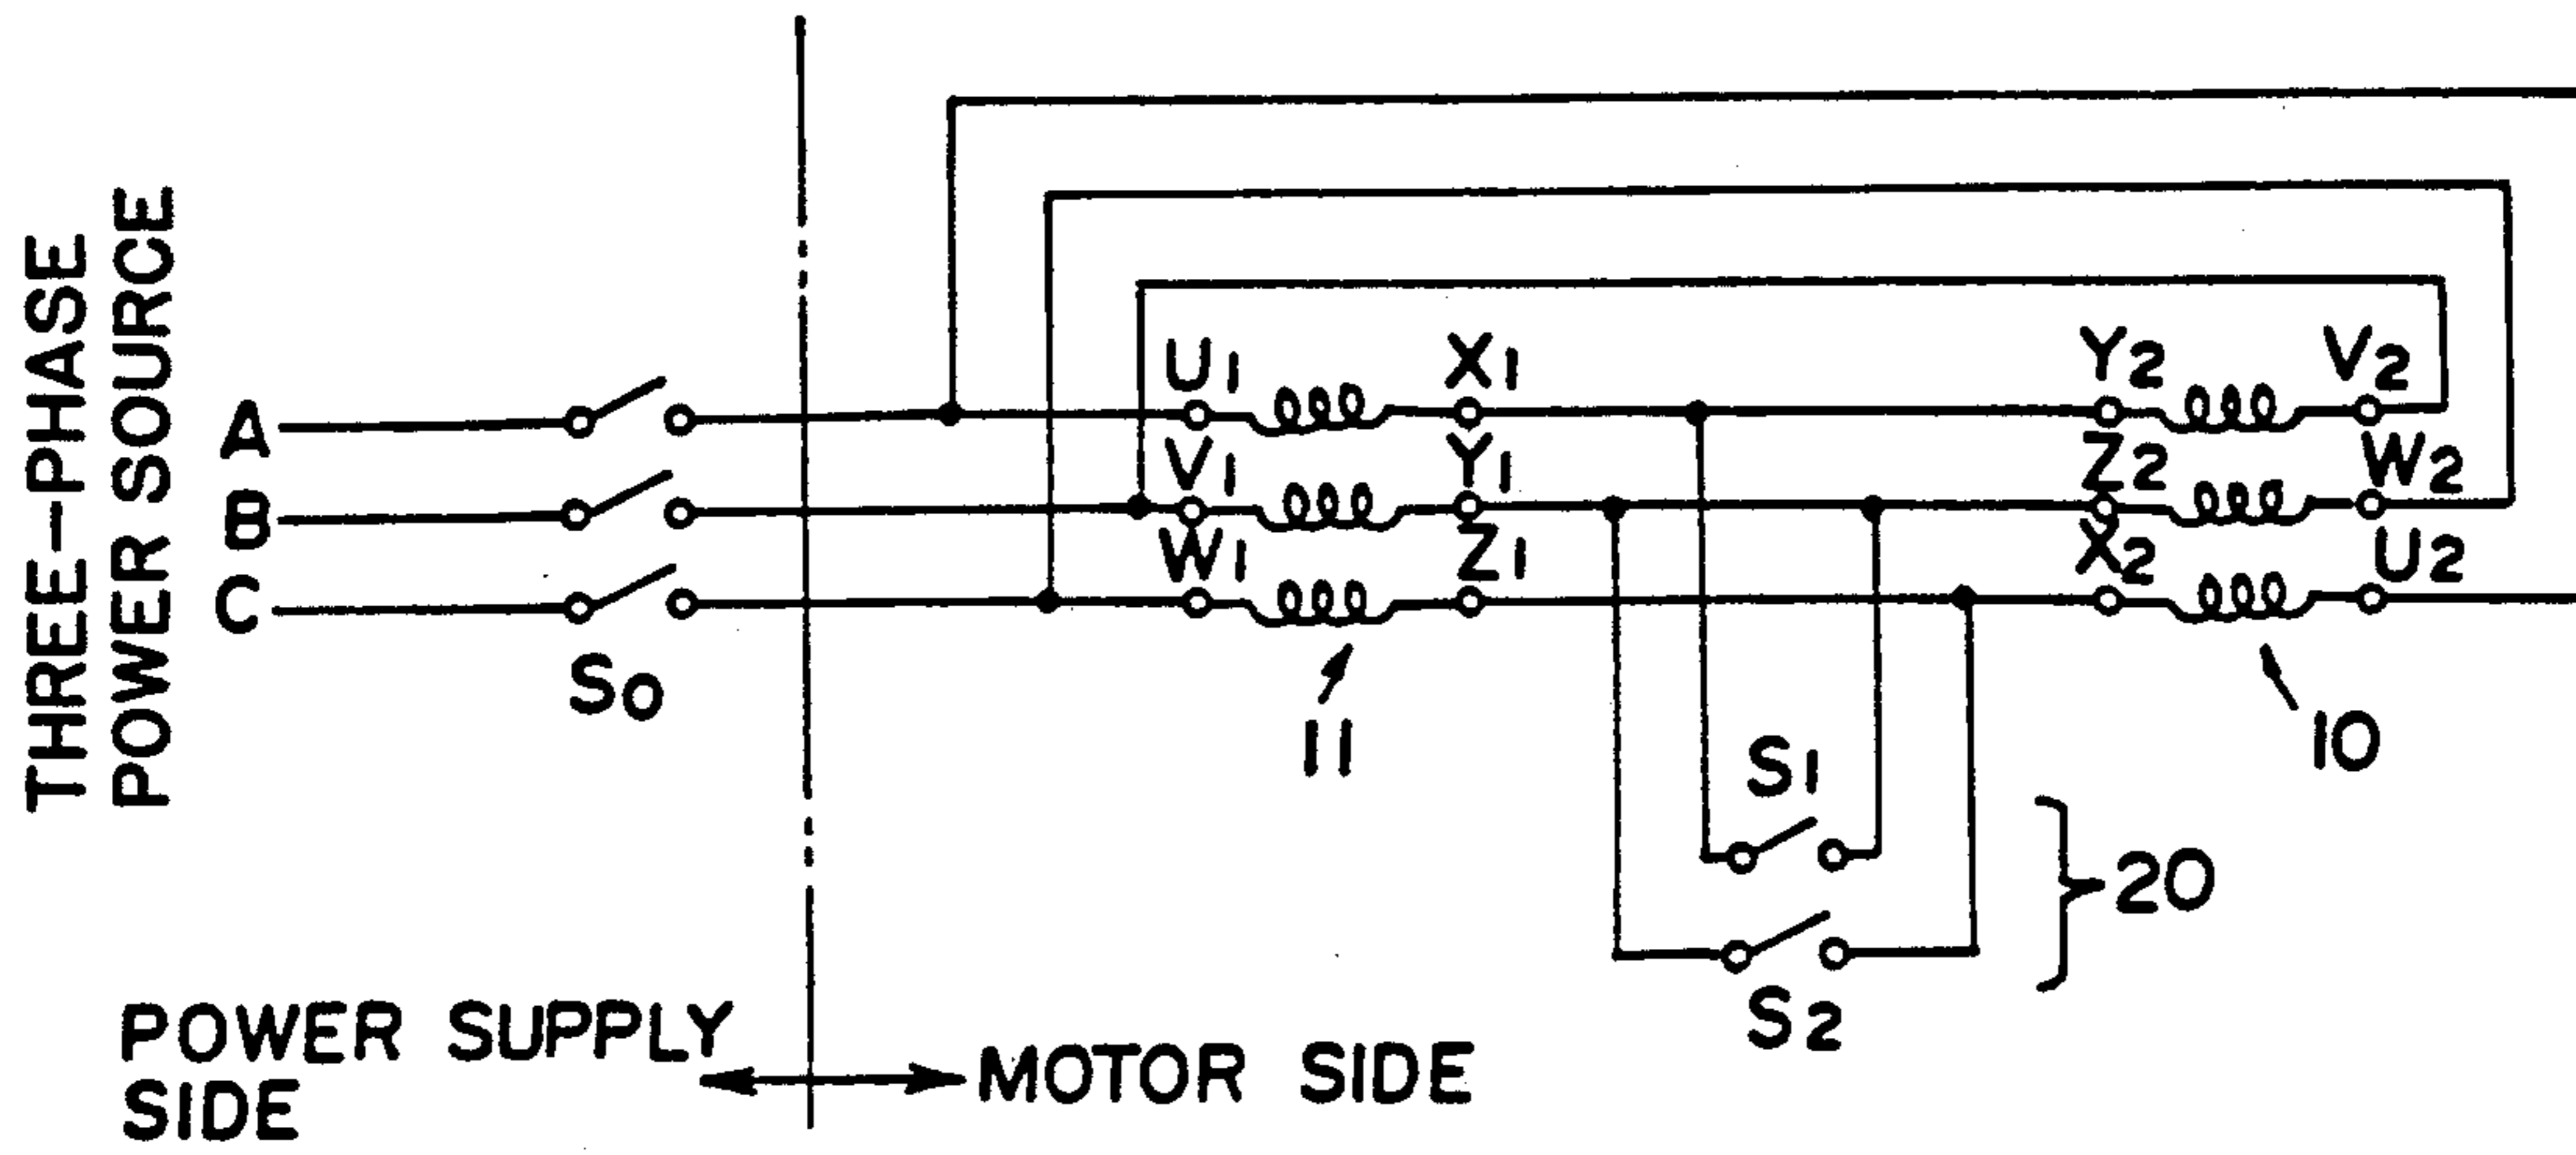 THREE-PHASE
POWER SOURCE
A
B
C
S0
U1
X1
Y2
V2
V1
Y1
Z2
W2
W1
Z1
X2
U2
11
10
S1
S2
20
POWER SUPPLY
SIDE
MOTOR SIDE